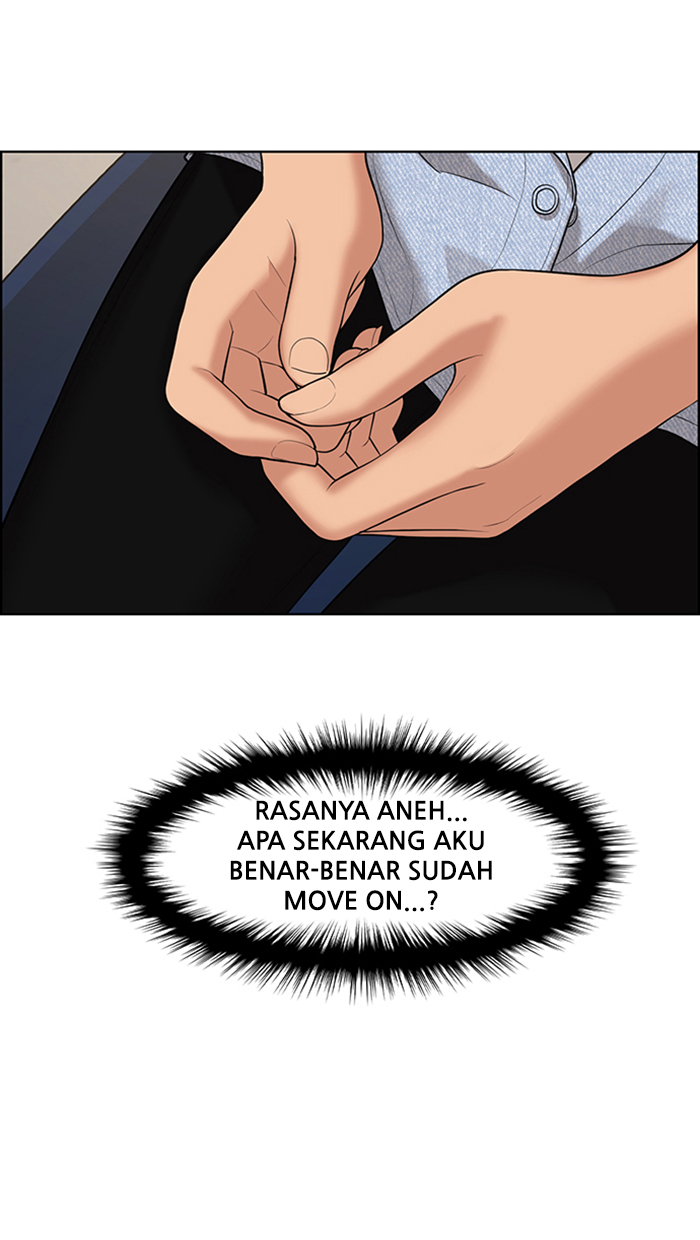 RASANYA ANEH...
APA SEKARANG AKU
BENAR-BENAR SUDAH
MOVE ON...?